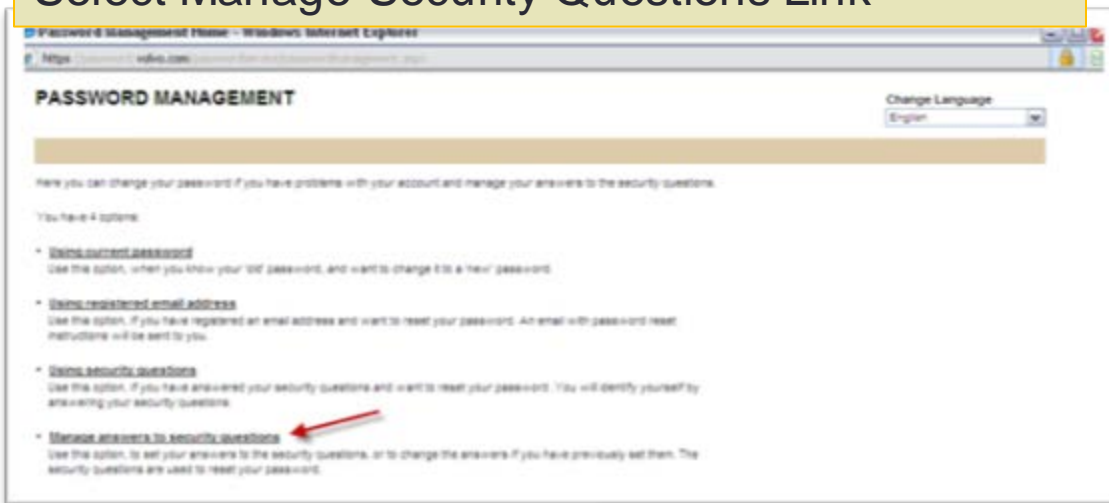 Select Manage Security Questions Link
Password Management Home - Windows Internet Explorer
https volvo.com
PASSWORD MANAGEMENT
Change Language
English
Here you can change your password if you have problems with your account and manage your answers to the security questions.
You have 4 options:
• Using current password
Use this option, when you know your 'old' password, and want to change it to a 'new' password.
• Using registered email address
Use this option, if you have registered an email address and want to reset your password. An email with password reset
instructions will be sent to you.
• Using security questions
Use this option, if you have answered your security questions and want to reset your password. You will identify yourself by
answering your security questions.
• Manage answers to security questions
Use this option, to set your answers to the security questions, or to change the answers if you have previously set them. The
security questions are used to reset your password.